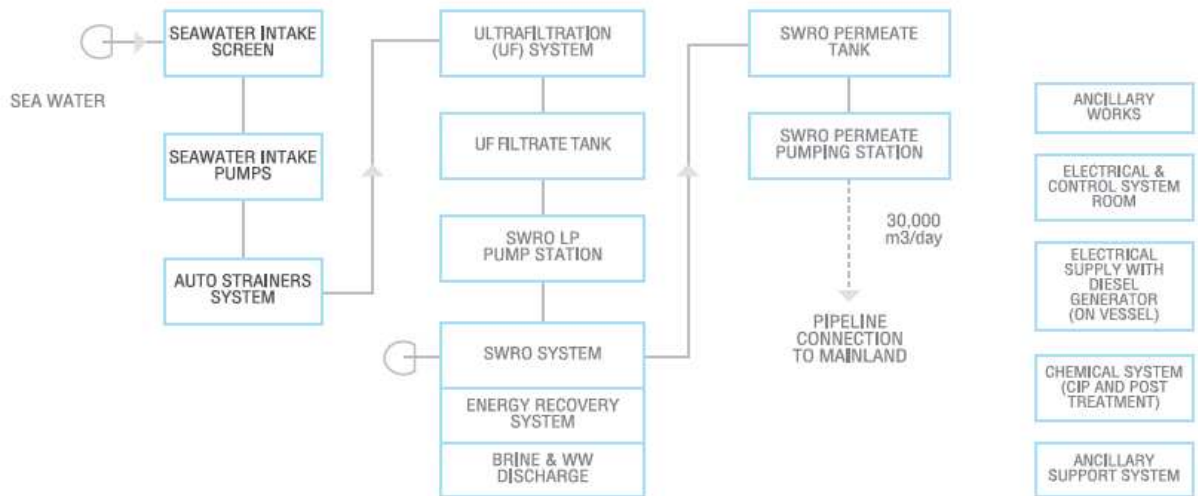 SEA WATER
SEAWATER INTAKE
SCREEN
SEAWATER INTAKE
PUMPS
AUTO STRAINERS
SYSTEM
ULTRAFILTRATION
(UF) SYSTEM
UF FILTRATE TANK
SWRO LP
PUMP STATION
SWRO SYSTEM
ENERGY RECOVERY
SYSTEM
BRINE & WW
DISCHARGE
SWRO PERMEATE
TANK
SWRO PERMEATE
PUMPING STATION
30,000
m3/day
PIPELINE
CONNECTION
TO MAINLAND
ANCILLARY
WORKS
ELECTRICAL &
CONTROL SYSTEM
ROOM
ELECTRICAL
SUPPLY WITH
DIESEL
GENERATOR
(ON VESSEL)
CHEMICAL SYSTEM
(CIP AND POST
TREATMENT)
ANCILLARY
SUPPORT SYSTEM